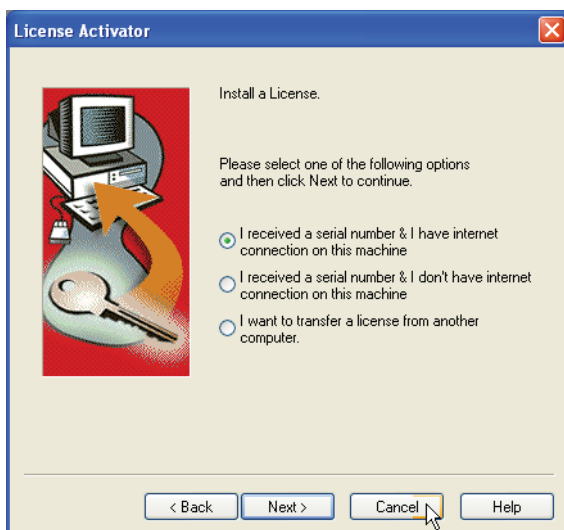 License Activator
Install a License.
Please select one of the following options
and then click Next to continue.
I received a serial number & I have internet
connection on this machine
I received a serial number & I don't have internet
connection on this machine
I want to transfer a license from another
computer.
< Back Next > Cancel Help